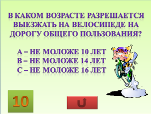 В КАКОМ ВОЗРАСТЕ РАЗРЕШАЕТСЯ
ВЫЕЗЖАТЬ НА ВЕЛОСИПЕДЕ НА
ДОРОГУ ОБЩЕГО ПОЛЬЗОВАНИЯ?
А – НЕ МОЛОЖЕ 10 ЛЕТ
В – НЕ МОЛОЖЕ 14 ЛЕТ
С – НЕ МОЛОЖЕ 16 ЛЕТ
10